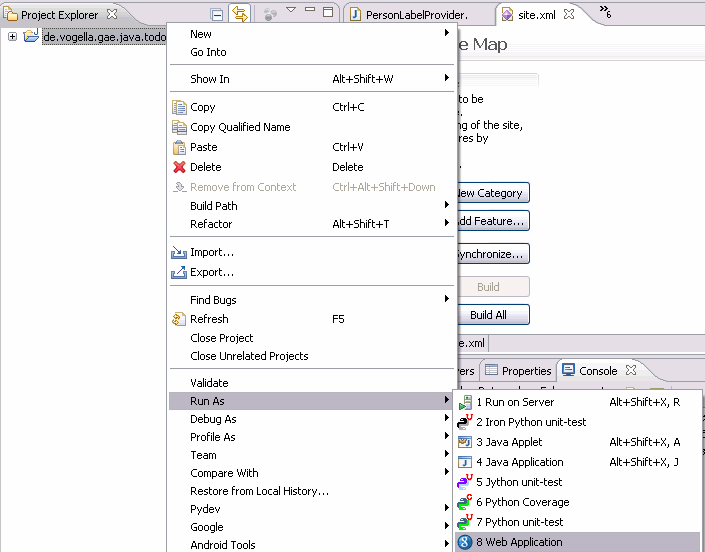 Project Explorer
PersonLabelProvider.
site.xml
6
de.vogella.gae.java.todo
e Map
to be
e.
ng of the site,
ures by
New Category
Add Feature...
Synchronize...
Build
Build All
e.xml
ers
Properties
Console
New
Go Into
Show In Alt+Shift+W
Copy Ctrl+C
Copy Qualified Name
Paste Ctrl+V
Delete Delete
Remove from Context Ctrl+Alt+Shift+Down
Build Path
Refactor Alt+Shift+T
Import...
Export...
Find Bugs
Refresh F5
Close Project
Close Unrelated Projects
Validate
Run As
Debug As
Profile As
Team
Compare With
Restore from Local History...
Pydev
Google
Android Tools
1 Run on Server Alt+Shift+X, R
2 Iron Python unit-test
3 Java Applet Alt+Shift+X, A
4 Java Application Alt+Shift+X, J
5 Jython unit-test
6 Python Coverage
7 Python unit-test
8 Web Application